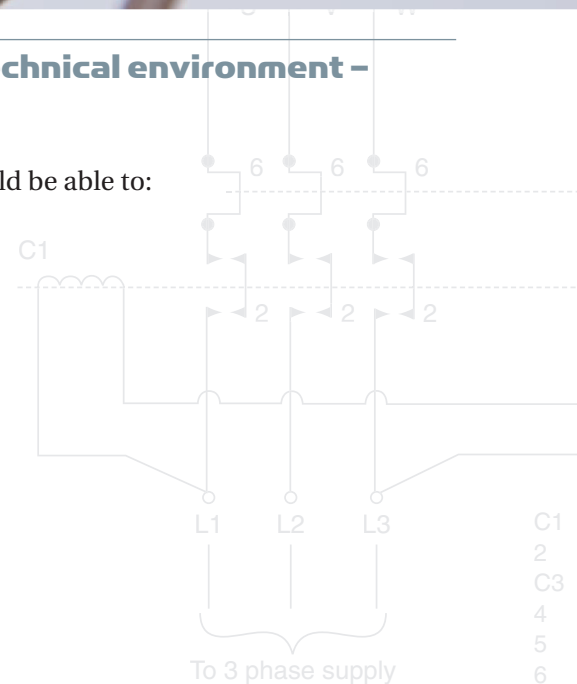 chnical environment –
ld be able to:
6 6 6
C1
2 2 2
L1 L2 L3
C1
2
C3
4
5
6
To 3 phase supply